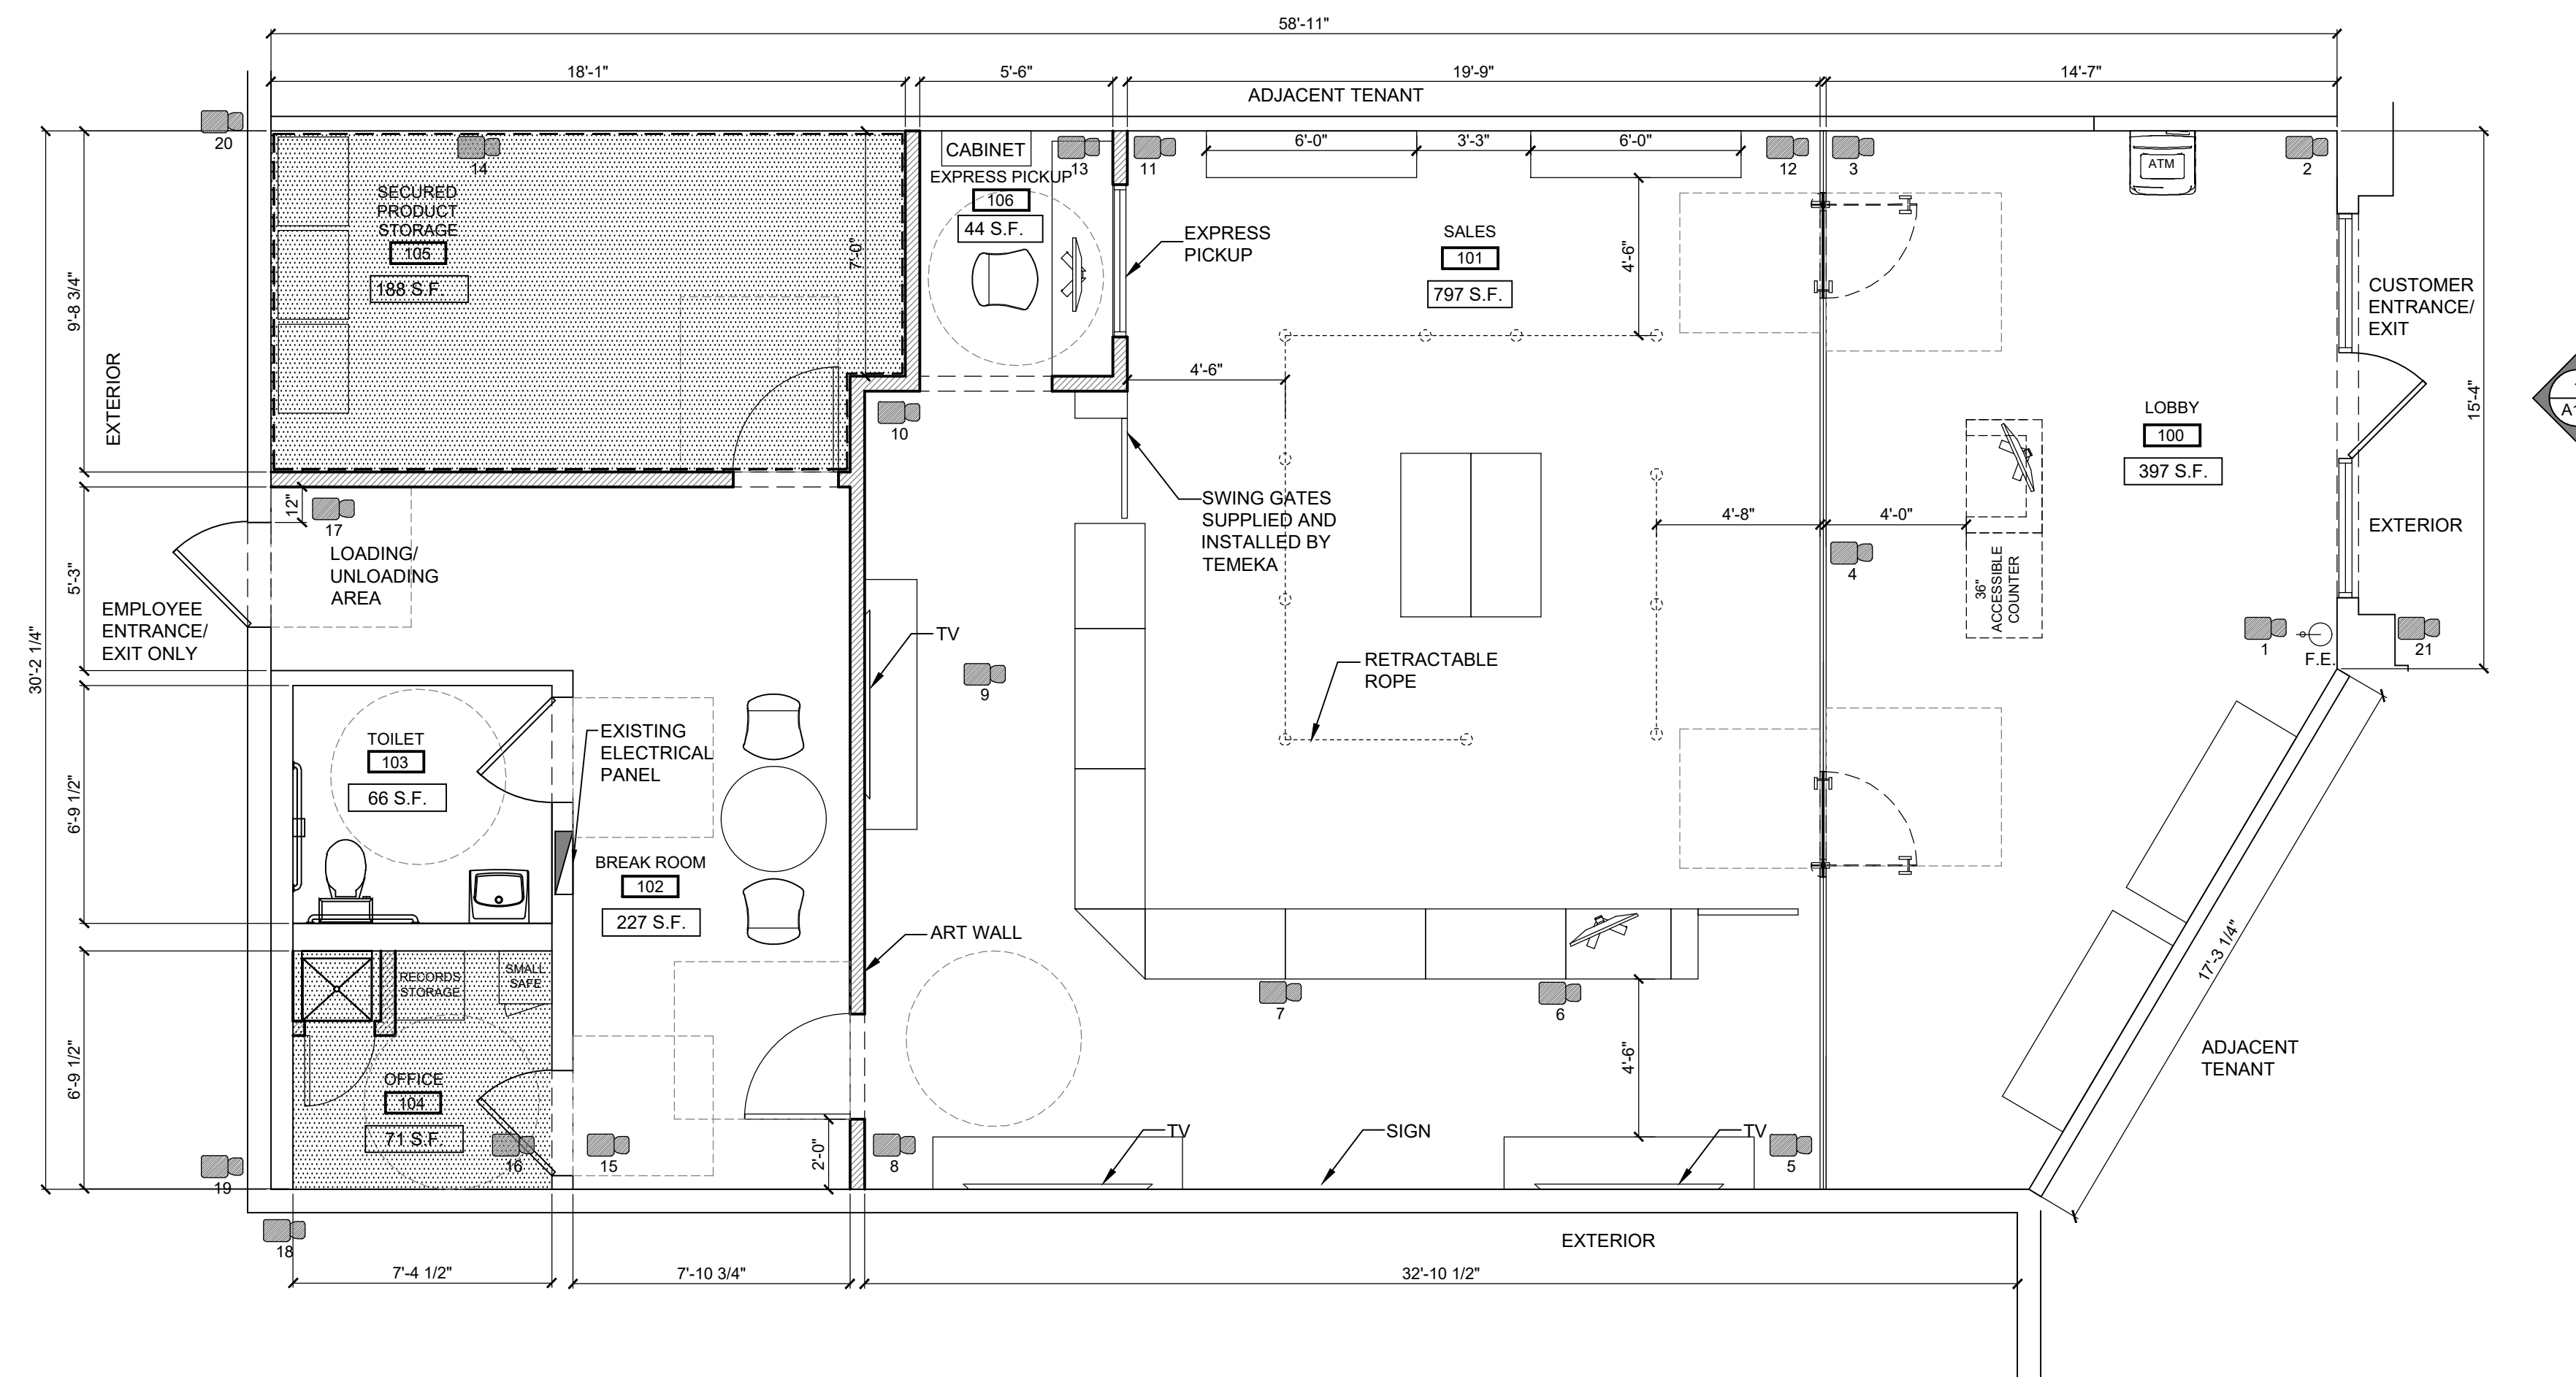 58'-11"
18'-1"
5'-6"
19'-9"
14'-7"
ADJACENT TENANT
20
14
SECURED
PRODUCT
STORAGE
105
188 S.F.
7'-0"
CABINET
13
EXPRESS PICKUP
106
44 S.F.
11
6'-0"
3'-3"
6'-0"
12
3
ATM
2
EXPRESS
PICKUP
SALES
101
797 S.F.
4'-6"
CUSTOMER
ENTRANCE/
EXIT
9'-8 3/4"
EXTERIOR
4'-6"
10
LOBBY
100
397 S.F.
15'-4"
A1
12"
17
LOADING/
UNLOADING
AREA
SWING GATES
SUPPLIED AND
INSTALLED BY
TEMEKA
4'-8"
4'-0"
4
36"
ACCESSIBLE
COUNTER
EXTERIOR
5'-3"
EMPLOYEE
ENTRANCE/
EXIT ONLY
30'-2 1/4"
TV
9
RETRACTABLE
ROPE
1
F.E.
21
TOILET
103
66 S.F.
EXISTING
ELECTRICAL
PANEL
6'-9 1/2"
BREAK ROOM
102
227 S.F.
ART WALL
RECORDS
STORAGE
SMALL
SAFE
7
6
17'-3 1/4"
6'-9 1/2"
OFFICE
104
71 S.F.
16
15
2'-0"
8
TV
SIGN
TV
5
4'-6"
ADJACENT
TENANT
19
18
EXTERIOR
7'-4 1/2"
7'-10 3/4"
32'-10 1/2"